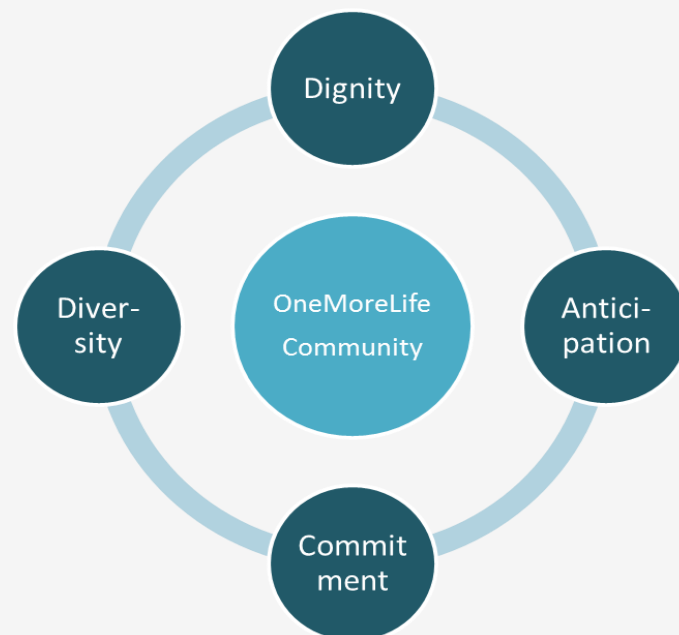 Dignity
Diver-
sity
OneMoreLife
Community
Antici-
pation
Commit
ment